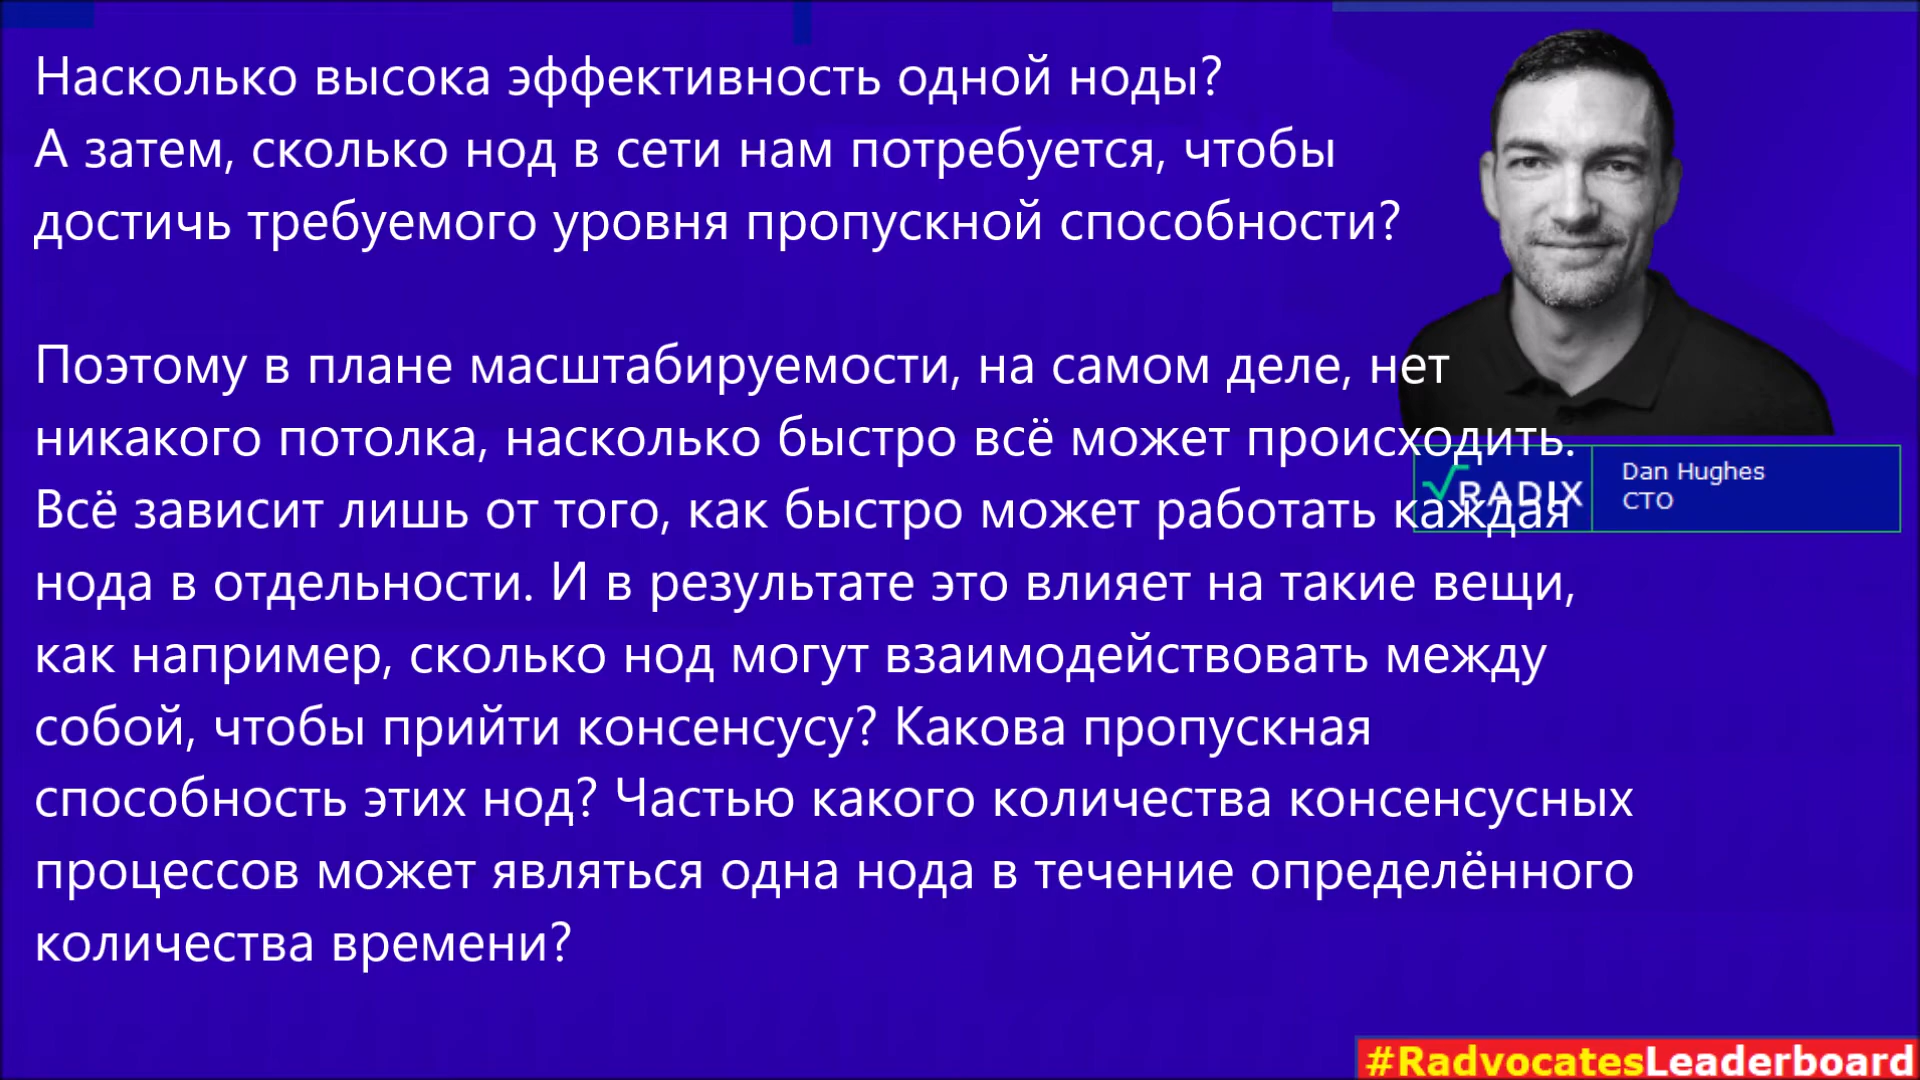 Насколько высока эффективность одной ноды?
А затем, сколько нод в сети нам потребуется, чтобы
достичь требуемого уровня пропускной способности?
Поэтому в плане масштабируемости, на самом деле, нет
никакого потолка, насколько быстро всё может происходить.
Всё зависит лишь от того, как быстро может работать каждая
нода в отдельности. И в результате это влияет на такие вещи,
как например, сколько нод могут взаимодействовать между
собой, чтобы прийти консенсусу? Какова пропускная
способность этих нод? Частью какого количества консенсусных
процессов может являться одна нода в течение определённого
количества времени?
RADIX
Dan Hughes
CTO
#RadvocatesLeaderboard